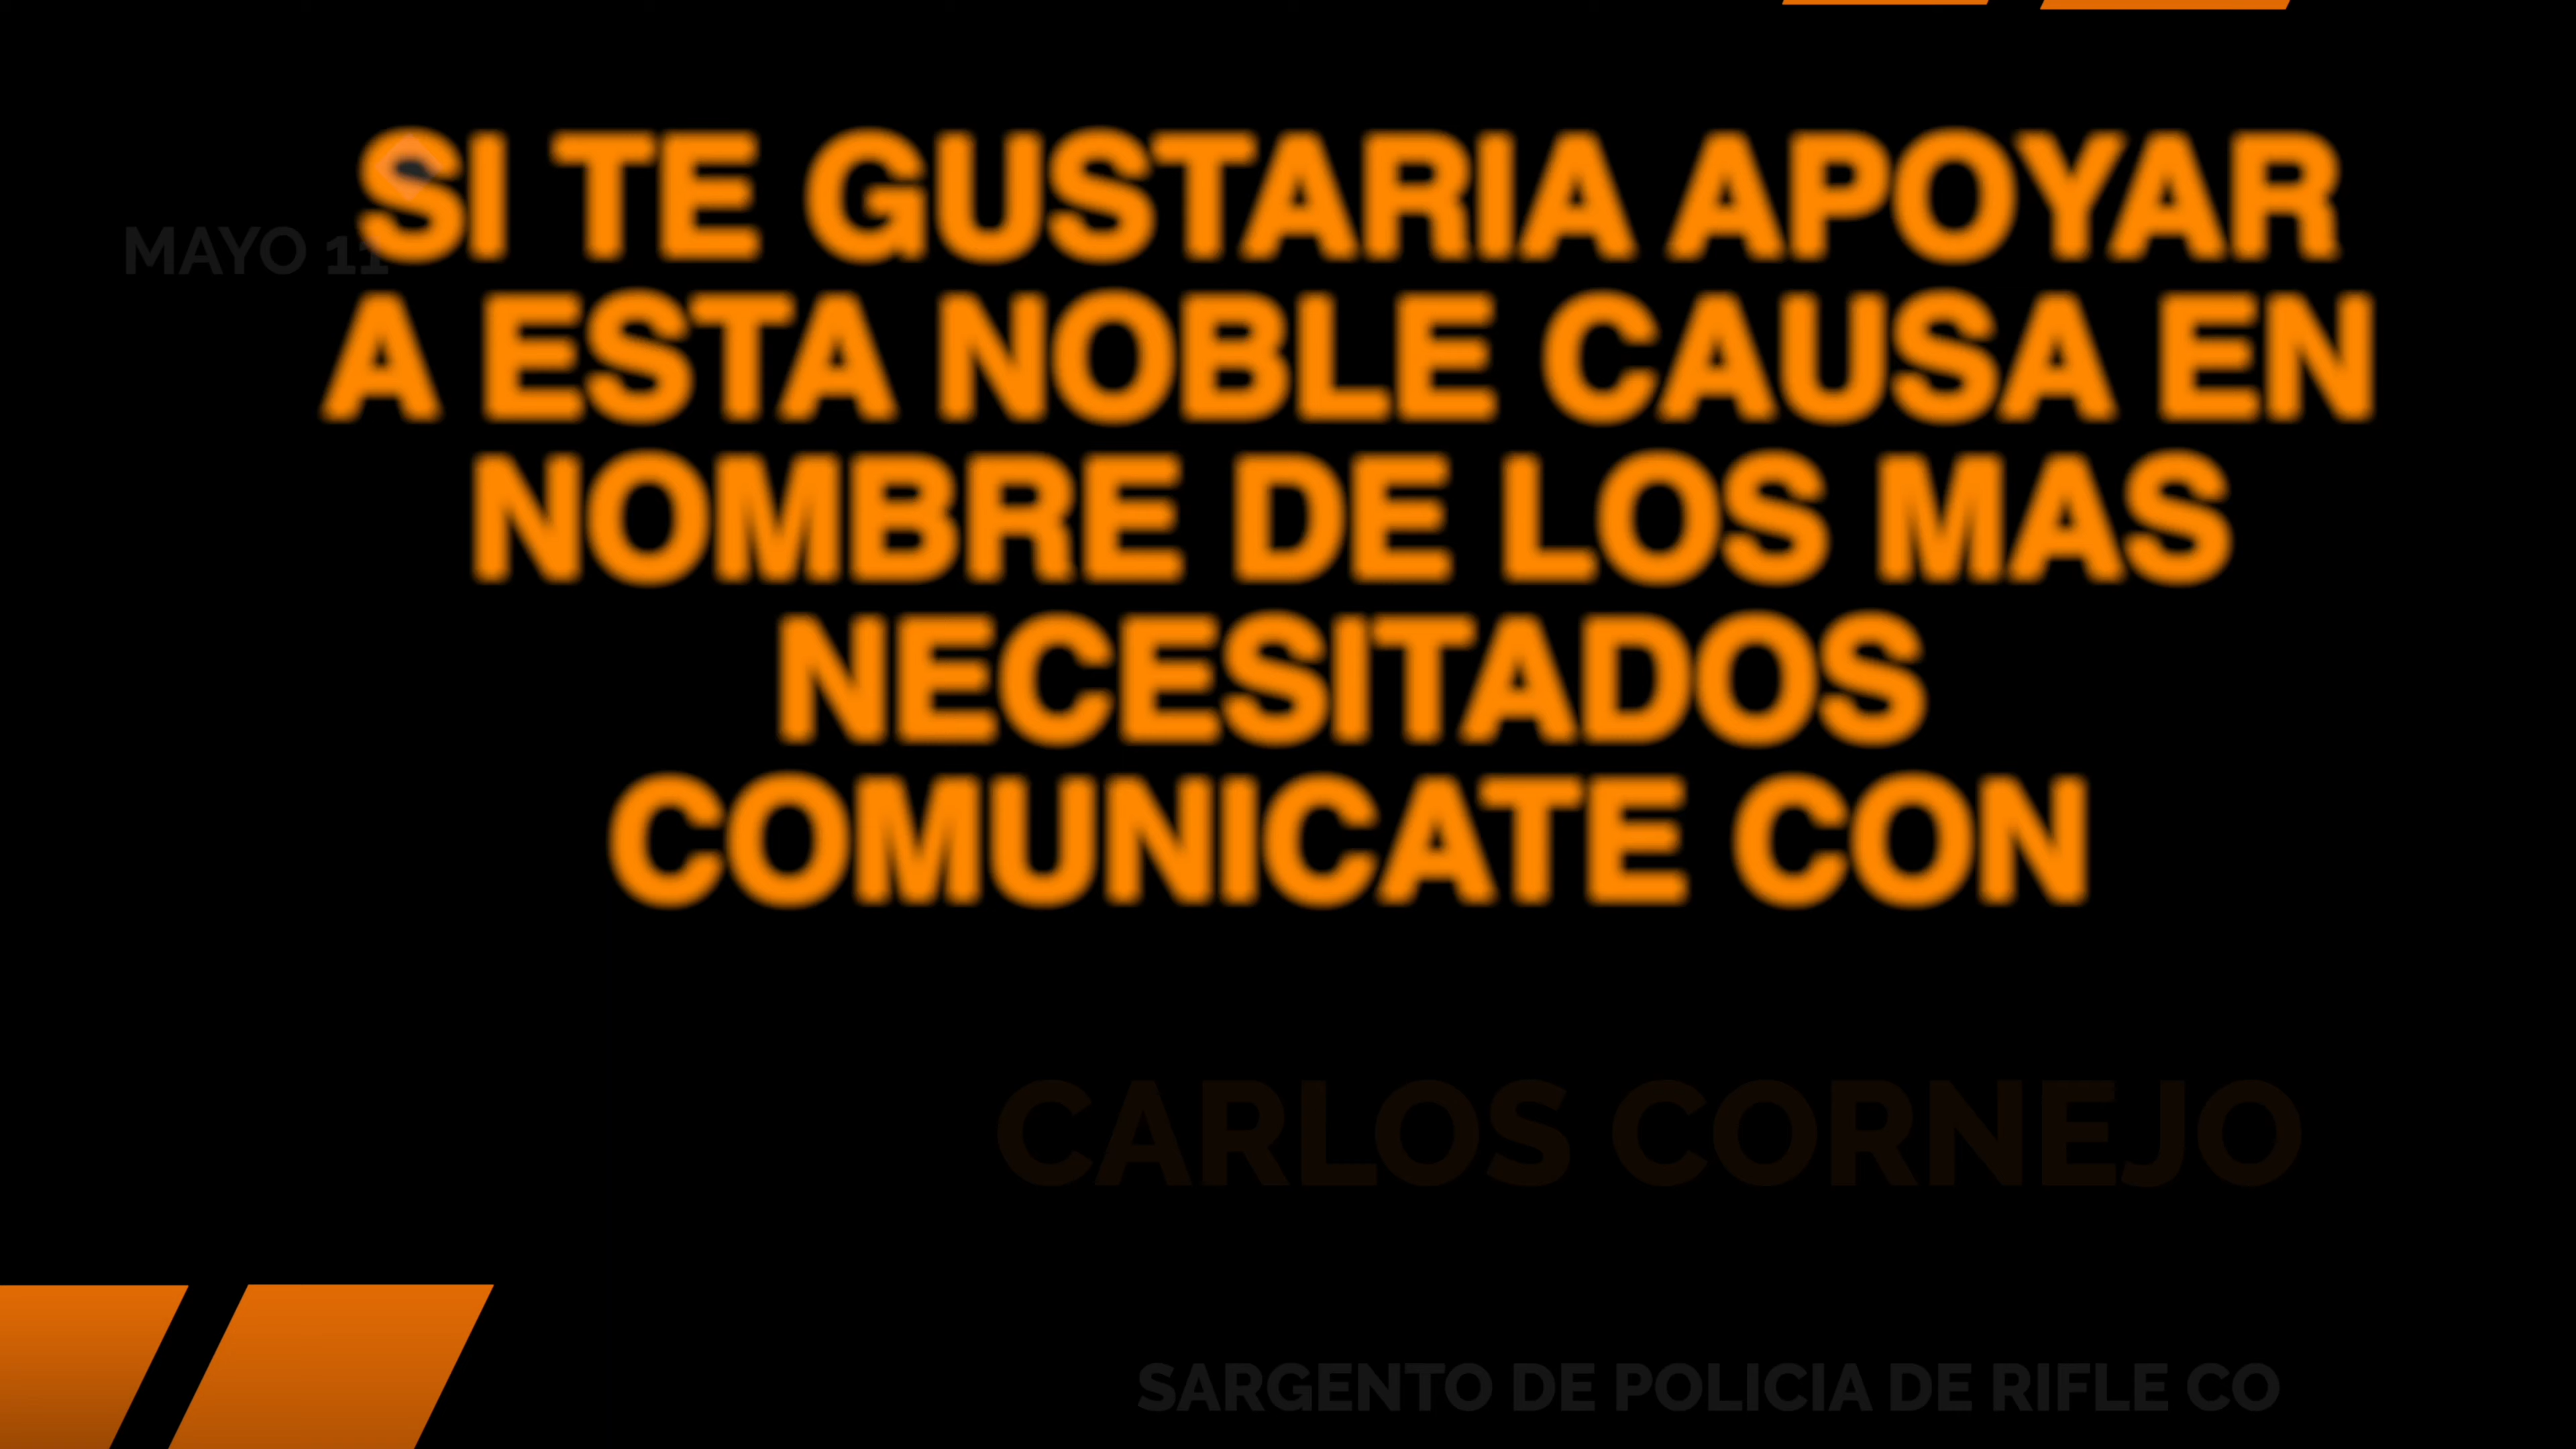 SI TE GUSTARIA APOYAR
MAYO 11
A ESTA NOBLE CAUSA EN
NOMBRE DE LOS MAS
NECESITADOS
COMUNICATE CON
CARLOS CORNEJO
SARGENTO DE POLICIA DE RIFLE CO